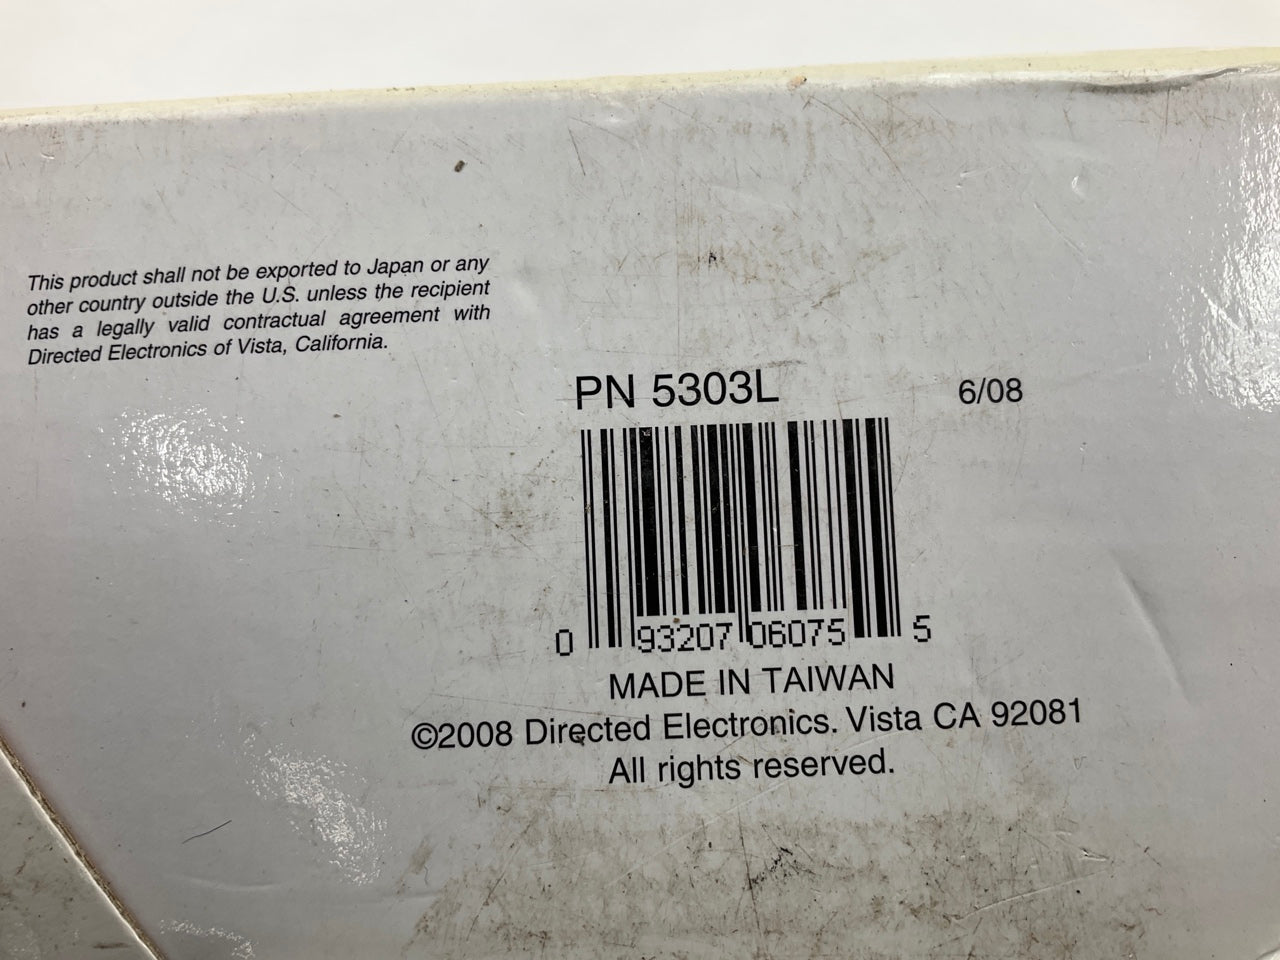 This product shall not be exported to Japan or any
other country outside the U.S. unless the recipient
has a legally valid contractual agreement with
Directed Electronics of Vista, California.
PN 5303L
6/08
0 93207 06075 5
MADE IN TAIWAN
©2008 Directed Electronics. Vista CA 92081
All rights reserved.